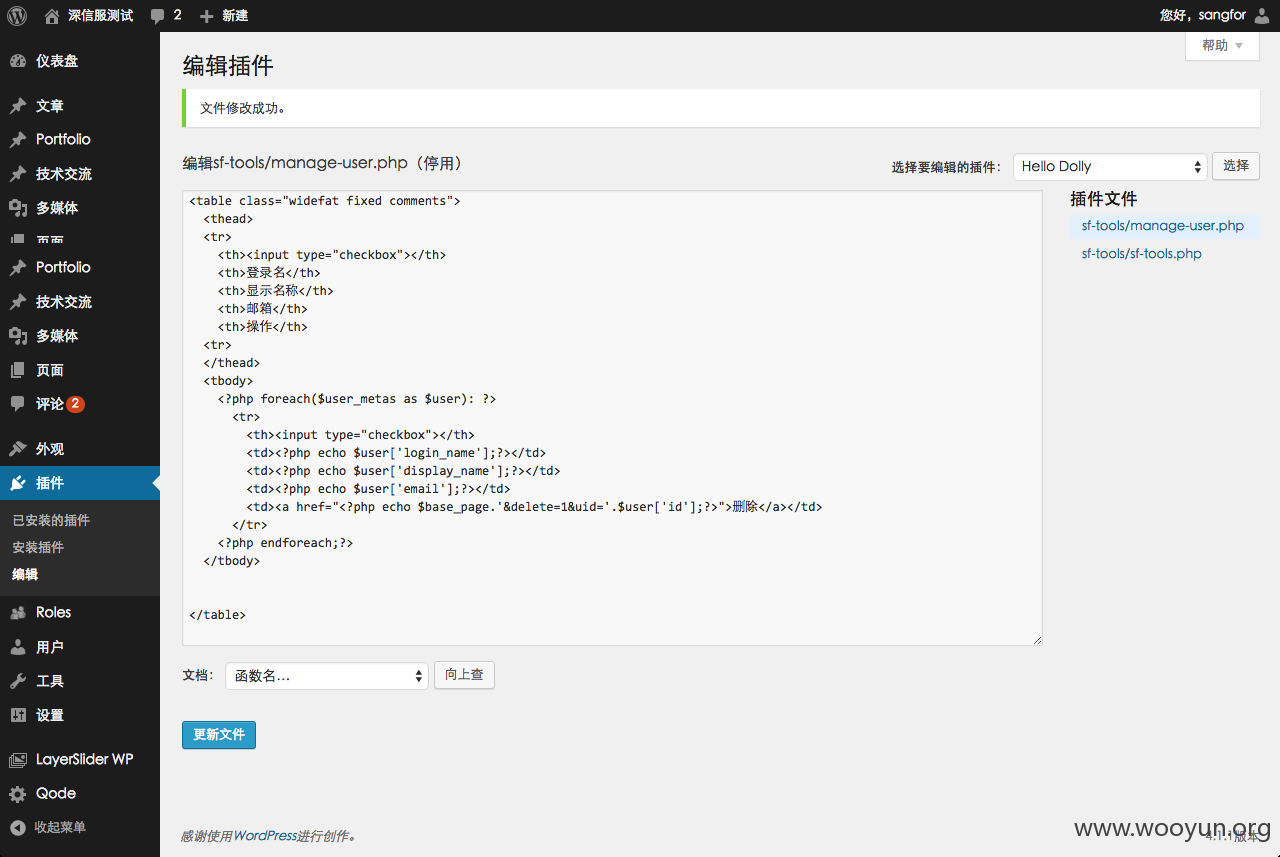 深信服测试 2 新建 您好，sangfor
帮助
仪表盘
文章
Portfolio
技术交流
多媒体
页面
Portfolio
技术交流
多媒体
页面
评论 2
外观
插件
已安装的插件
安装插件
编辑
Roles
用户
工具
设置
LayerSlider WP
Qode
收起菜单
编辑插件
文件修改成功。
编辑sf-tools/manage-user.php（停用）
选择要编辑的插件： Hello Dolly 选择
<table class="widefat fixed comments">
<thead>
<tr>
<th><input type="checkbox"></th>
<th>登录名</th>
<th>显示名称</th>
<th>邮箱</th>
<th>操作</th>
<tr>
</thead>
<tbody>
<?php foreach($user_metas as $user): ?>
<tr>
<th><input type="checkbox"></th>
<td><?php echo $user['login_name'];?></td>
<td><?php echo $user['display_name'];?></td>
<td><?php echo $user['email'];?></td>
<td><a href="<?php echo $base_page.'&delete=1&uid='.$user['id'];?>">删除</a></td>
</tr>
<?php endforeach;?>
</tbody>
</table>
插件文件
sf-tools/manage-user.php
sf-tools/sf-tools.php
文档： 函数名... 向上查
更新文件
感谢使用WordPress进行创作。
4.1.1版本
www.wooyun.org